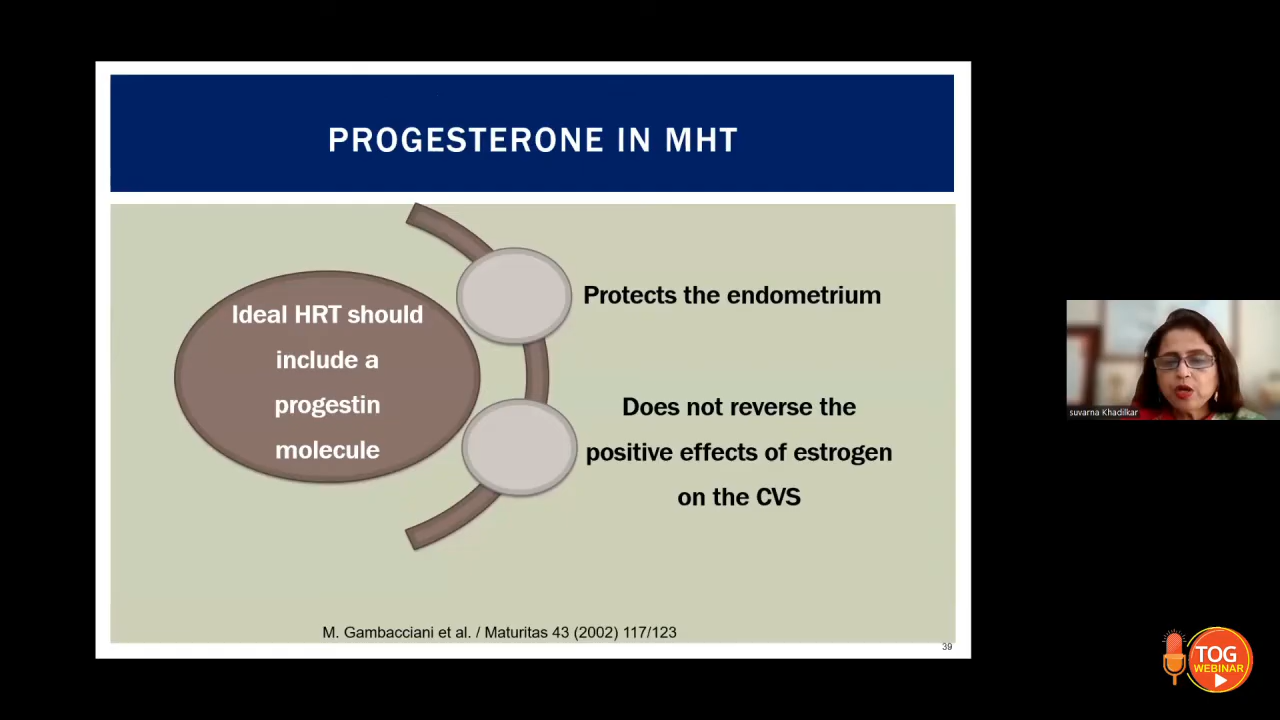 PROGESTERONE IN MHT
Ideal HRT should
include a
progestin
molecule
Protects the endometrium
Does not reverse the
positive effects of estrogen
on the CVS
M. Gambacciani et al. / Maturitas 43 (2002) 117/123
39
suvarna Khadilkar
TOG
WEBINAR